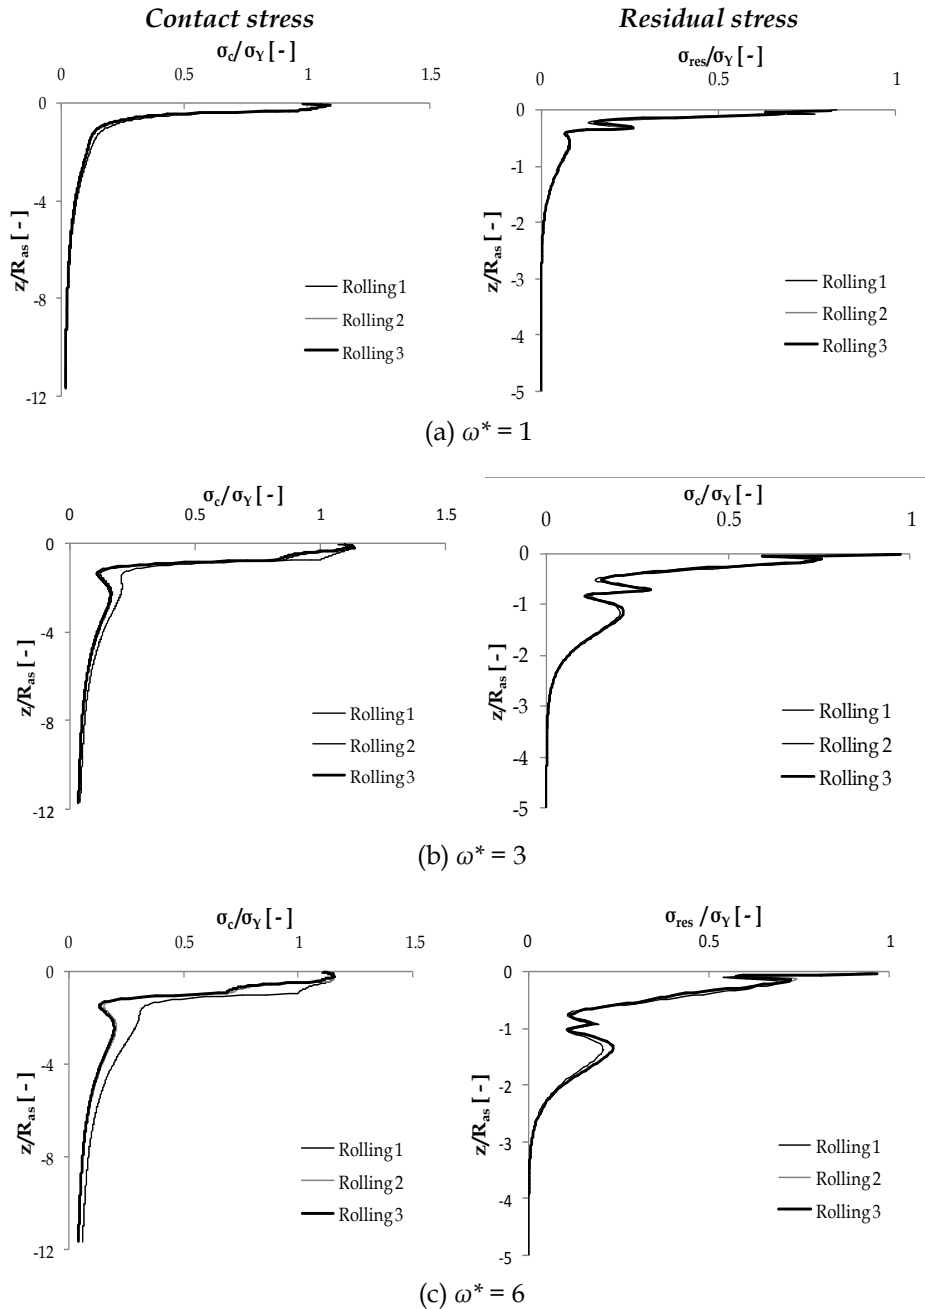 Contact stress
Residual stress
σc/σY [ - ]
0 0.5 1 1.5
0
-4
-8
-12
z/Ras [ - ]
Rolling 1
Rolling 2
Rolling 3
σres/σY [ - ]
0 0.5 1
0
-1
-2
-3
-4
-5
z/Ras [ - ]
Rolling 1
Rolling 2
Rolling 3
(a) ω* = 1
σc/σY [ - ]
0 0.5 1 1.5
0
-4
-8
-12
z/Ras [ - ]
Rolling 1
Rolling 2
Rolling 3
σc/σY [ - ]
0 0.5 1
0
-1
-2
-3
-4
-5
z/Ras [ - ]
Rolling 1
Rolling 2
Rolling 3
(b) ω* = 3
σc/σY [ - ]
0 0.5 1 1.5
0
-4
-8
-12
z/Ras [ - ]
Rolling 1
Rolling 2
Rolling 3
σres /σY [ - ]
0 0.5 1
0
-1
-2
-3
-4
-5
z/Ras [ - ]
Rolling 1
Rolling 2
Rolling 3
(c) ω* = 6